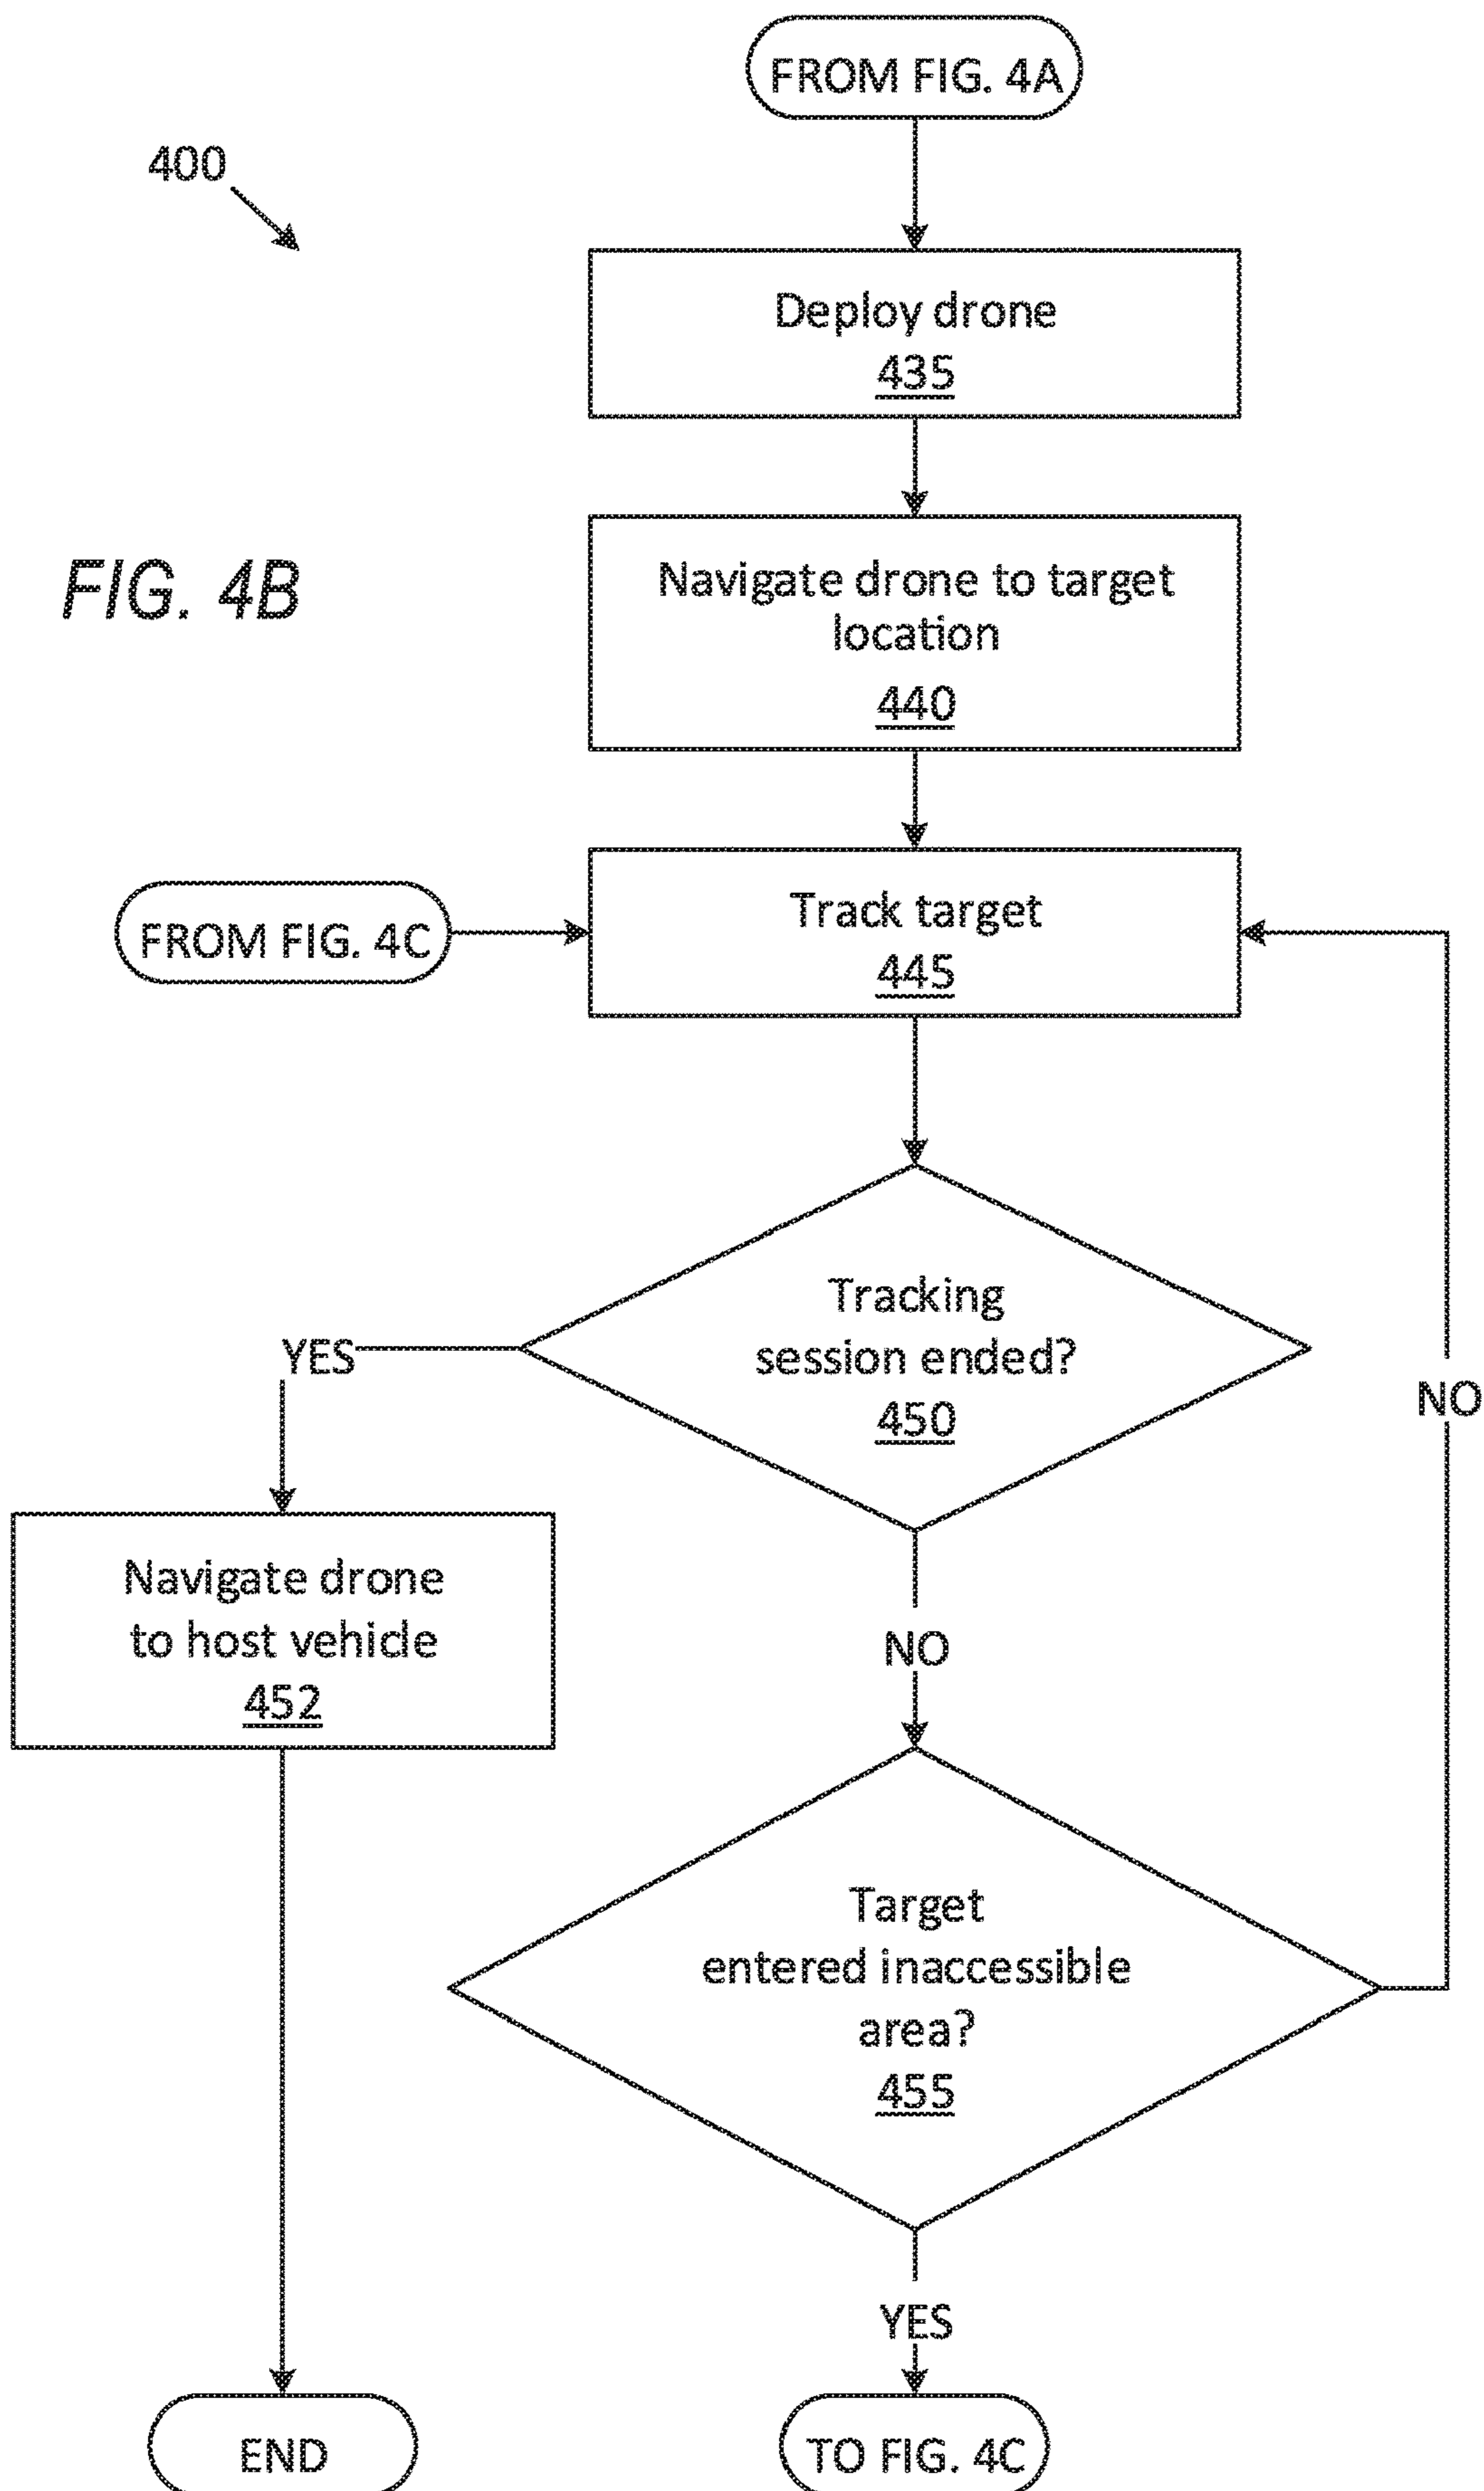 FROM FIG. 4A
400
Deploy drone
435
FIG. 4B
Navigate drone to target
location
440
FROM FIG. 4C
Track target
445
Tracking
session ended?
450
YES
NO
Navigate drone
to host vehicle
452
NO
Target
entered inaccessible
area?
455
YES
END
TO FIG. 4C